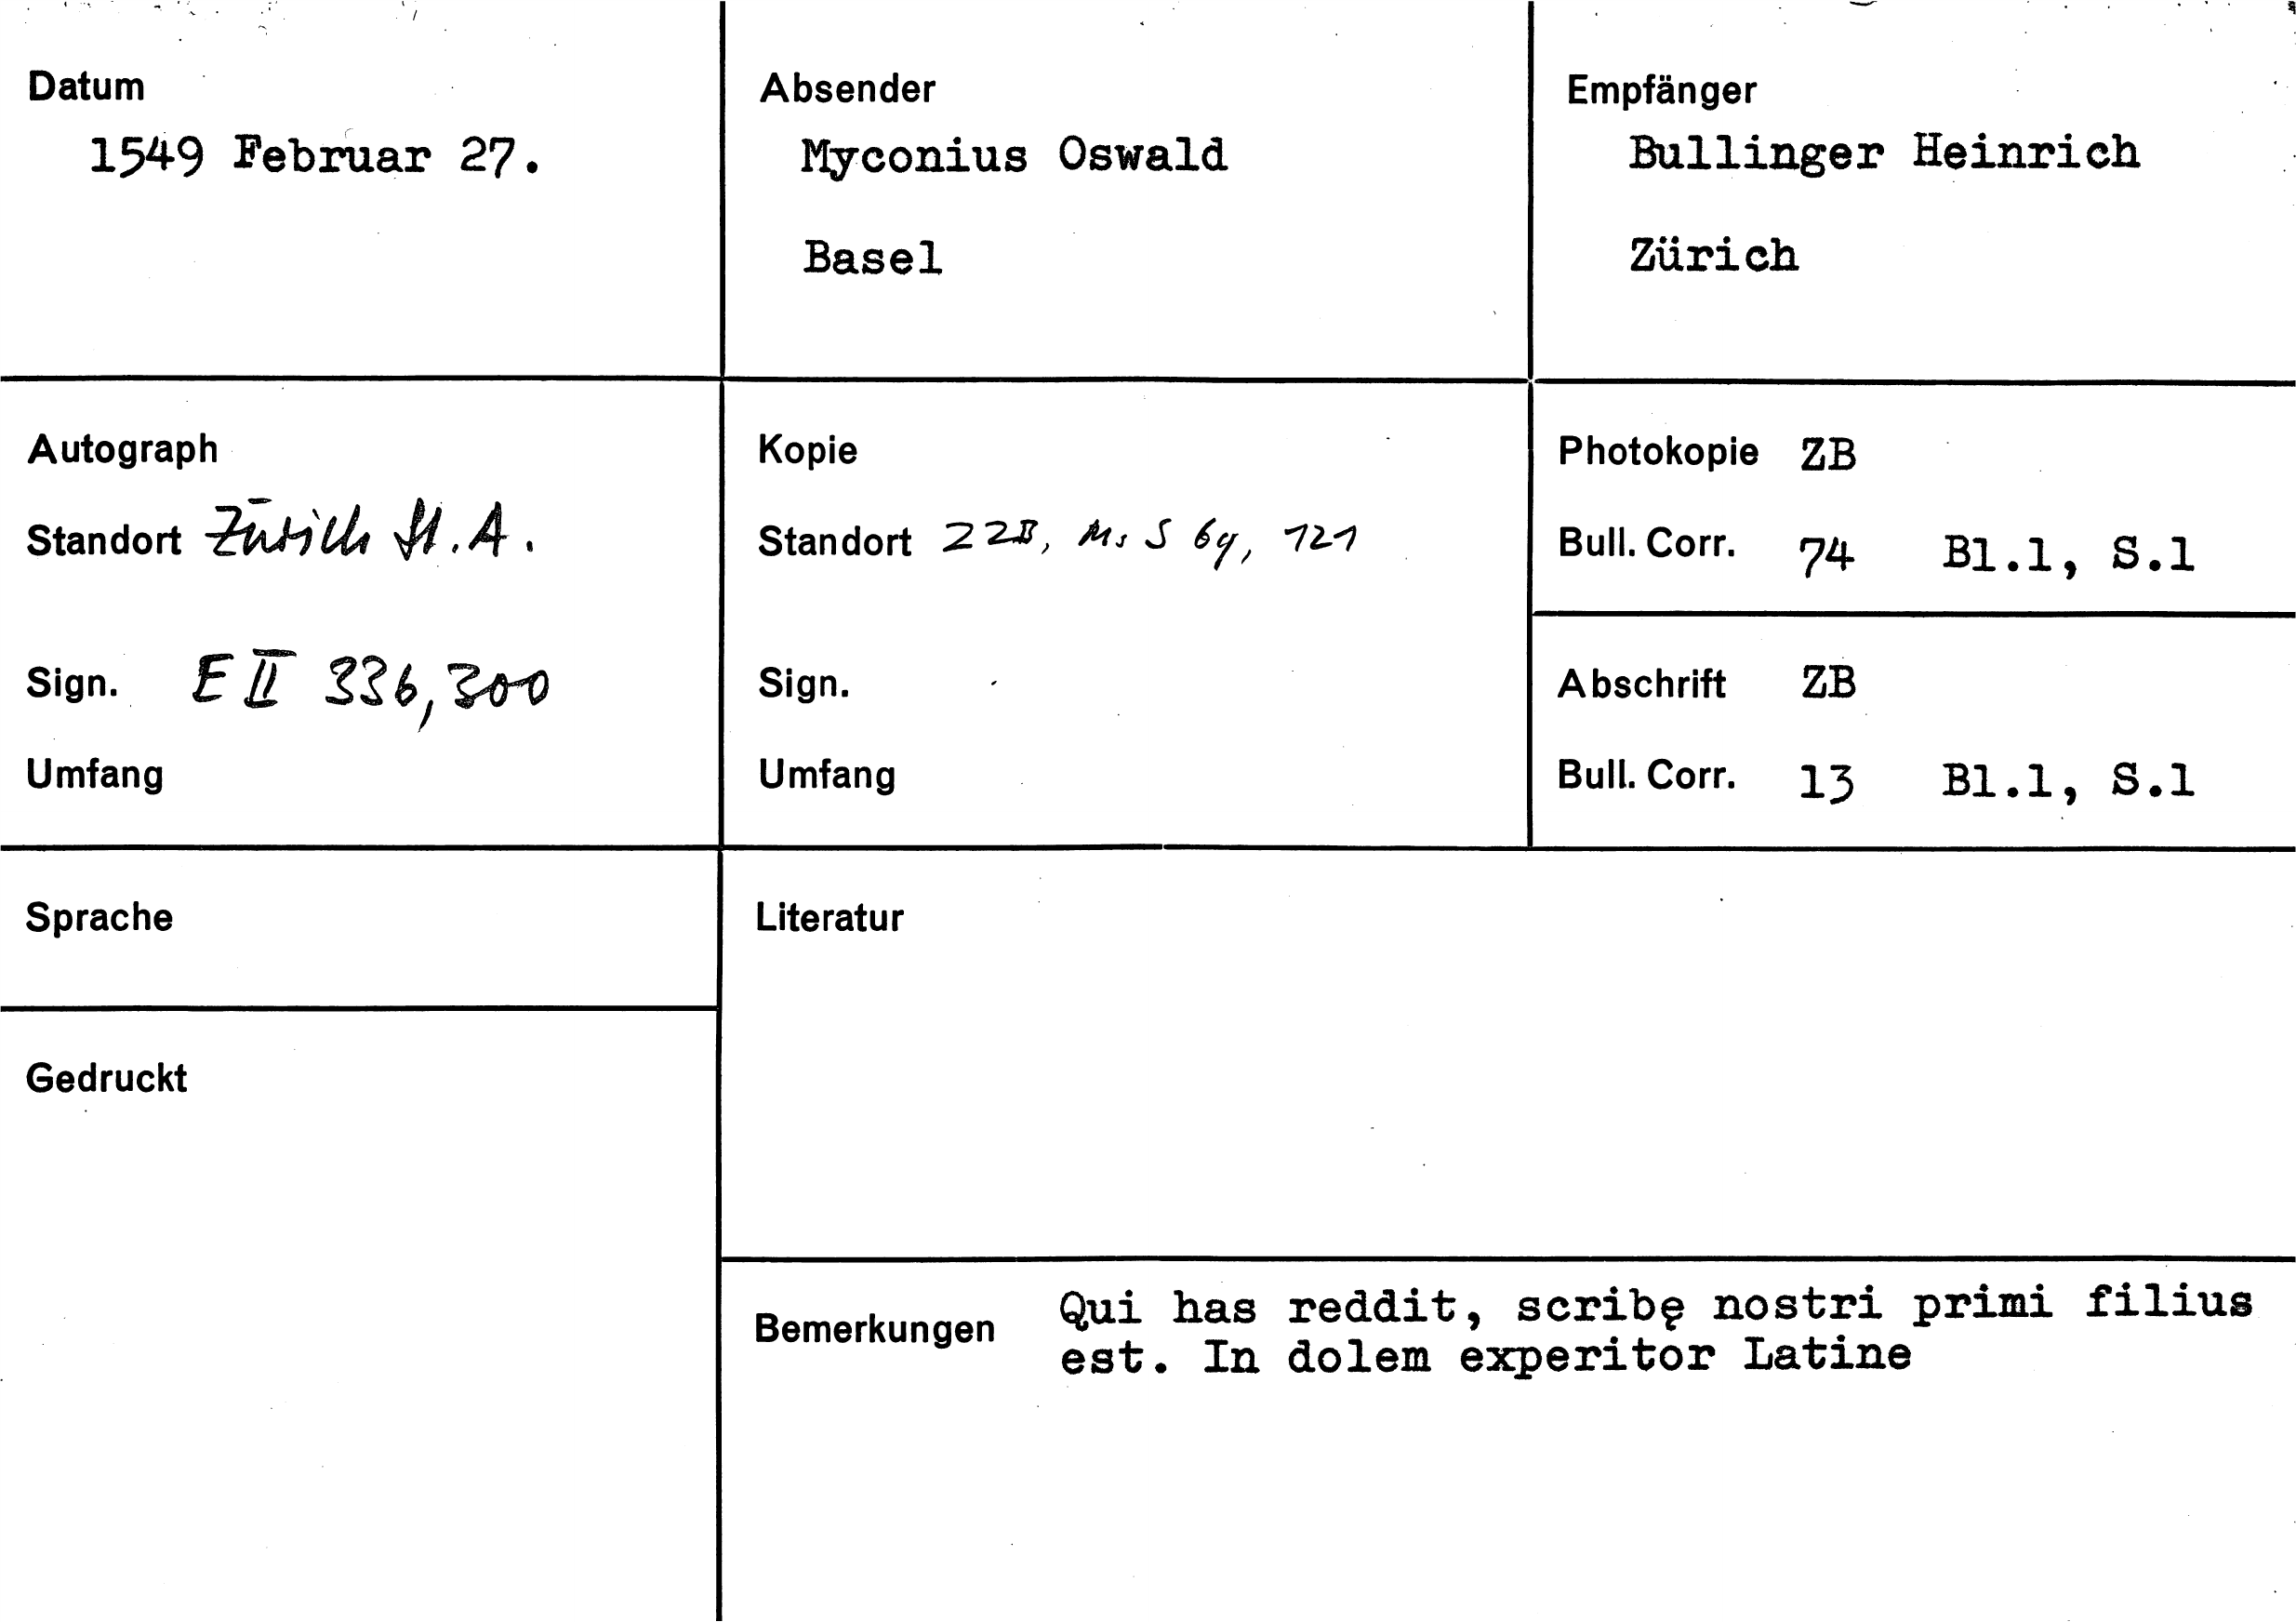 Datum
1549 Februar 27.
Absender
Myconius Oswald
Basel
Empfänger
Bullinger Heinrich
Zürich
Autograph
Standort Zürich St.A.
Sign. E II 336,300
Umfang
Kopie
Standort ZZB, Ms S 69, 121
Sign.
Umfang
Photokopie ZB
Bull. Corr. 74 Bl.1, S.1
Abschrift ZB
Bull. Corr. 13 Bl.1, S.1
Sprache
Gedruckt
Literatur
Bemerkungen
Qui has reddit, scribę nostri primi filius
est. In dolem experitor Latine